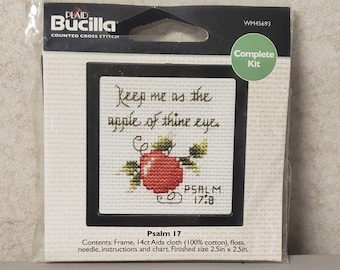 PLAID
Bucilla
COUNTED CROSS STITCH
WM45693
Complete
Kit
Keep me as the
apple of thine eye.
PSALM
17:8
Psalm 17
Contents: Frame, 14ct Aida cloth (100% cotton), floss,
needle, instructions and chart. Finished size 2.5in x 2.5in.